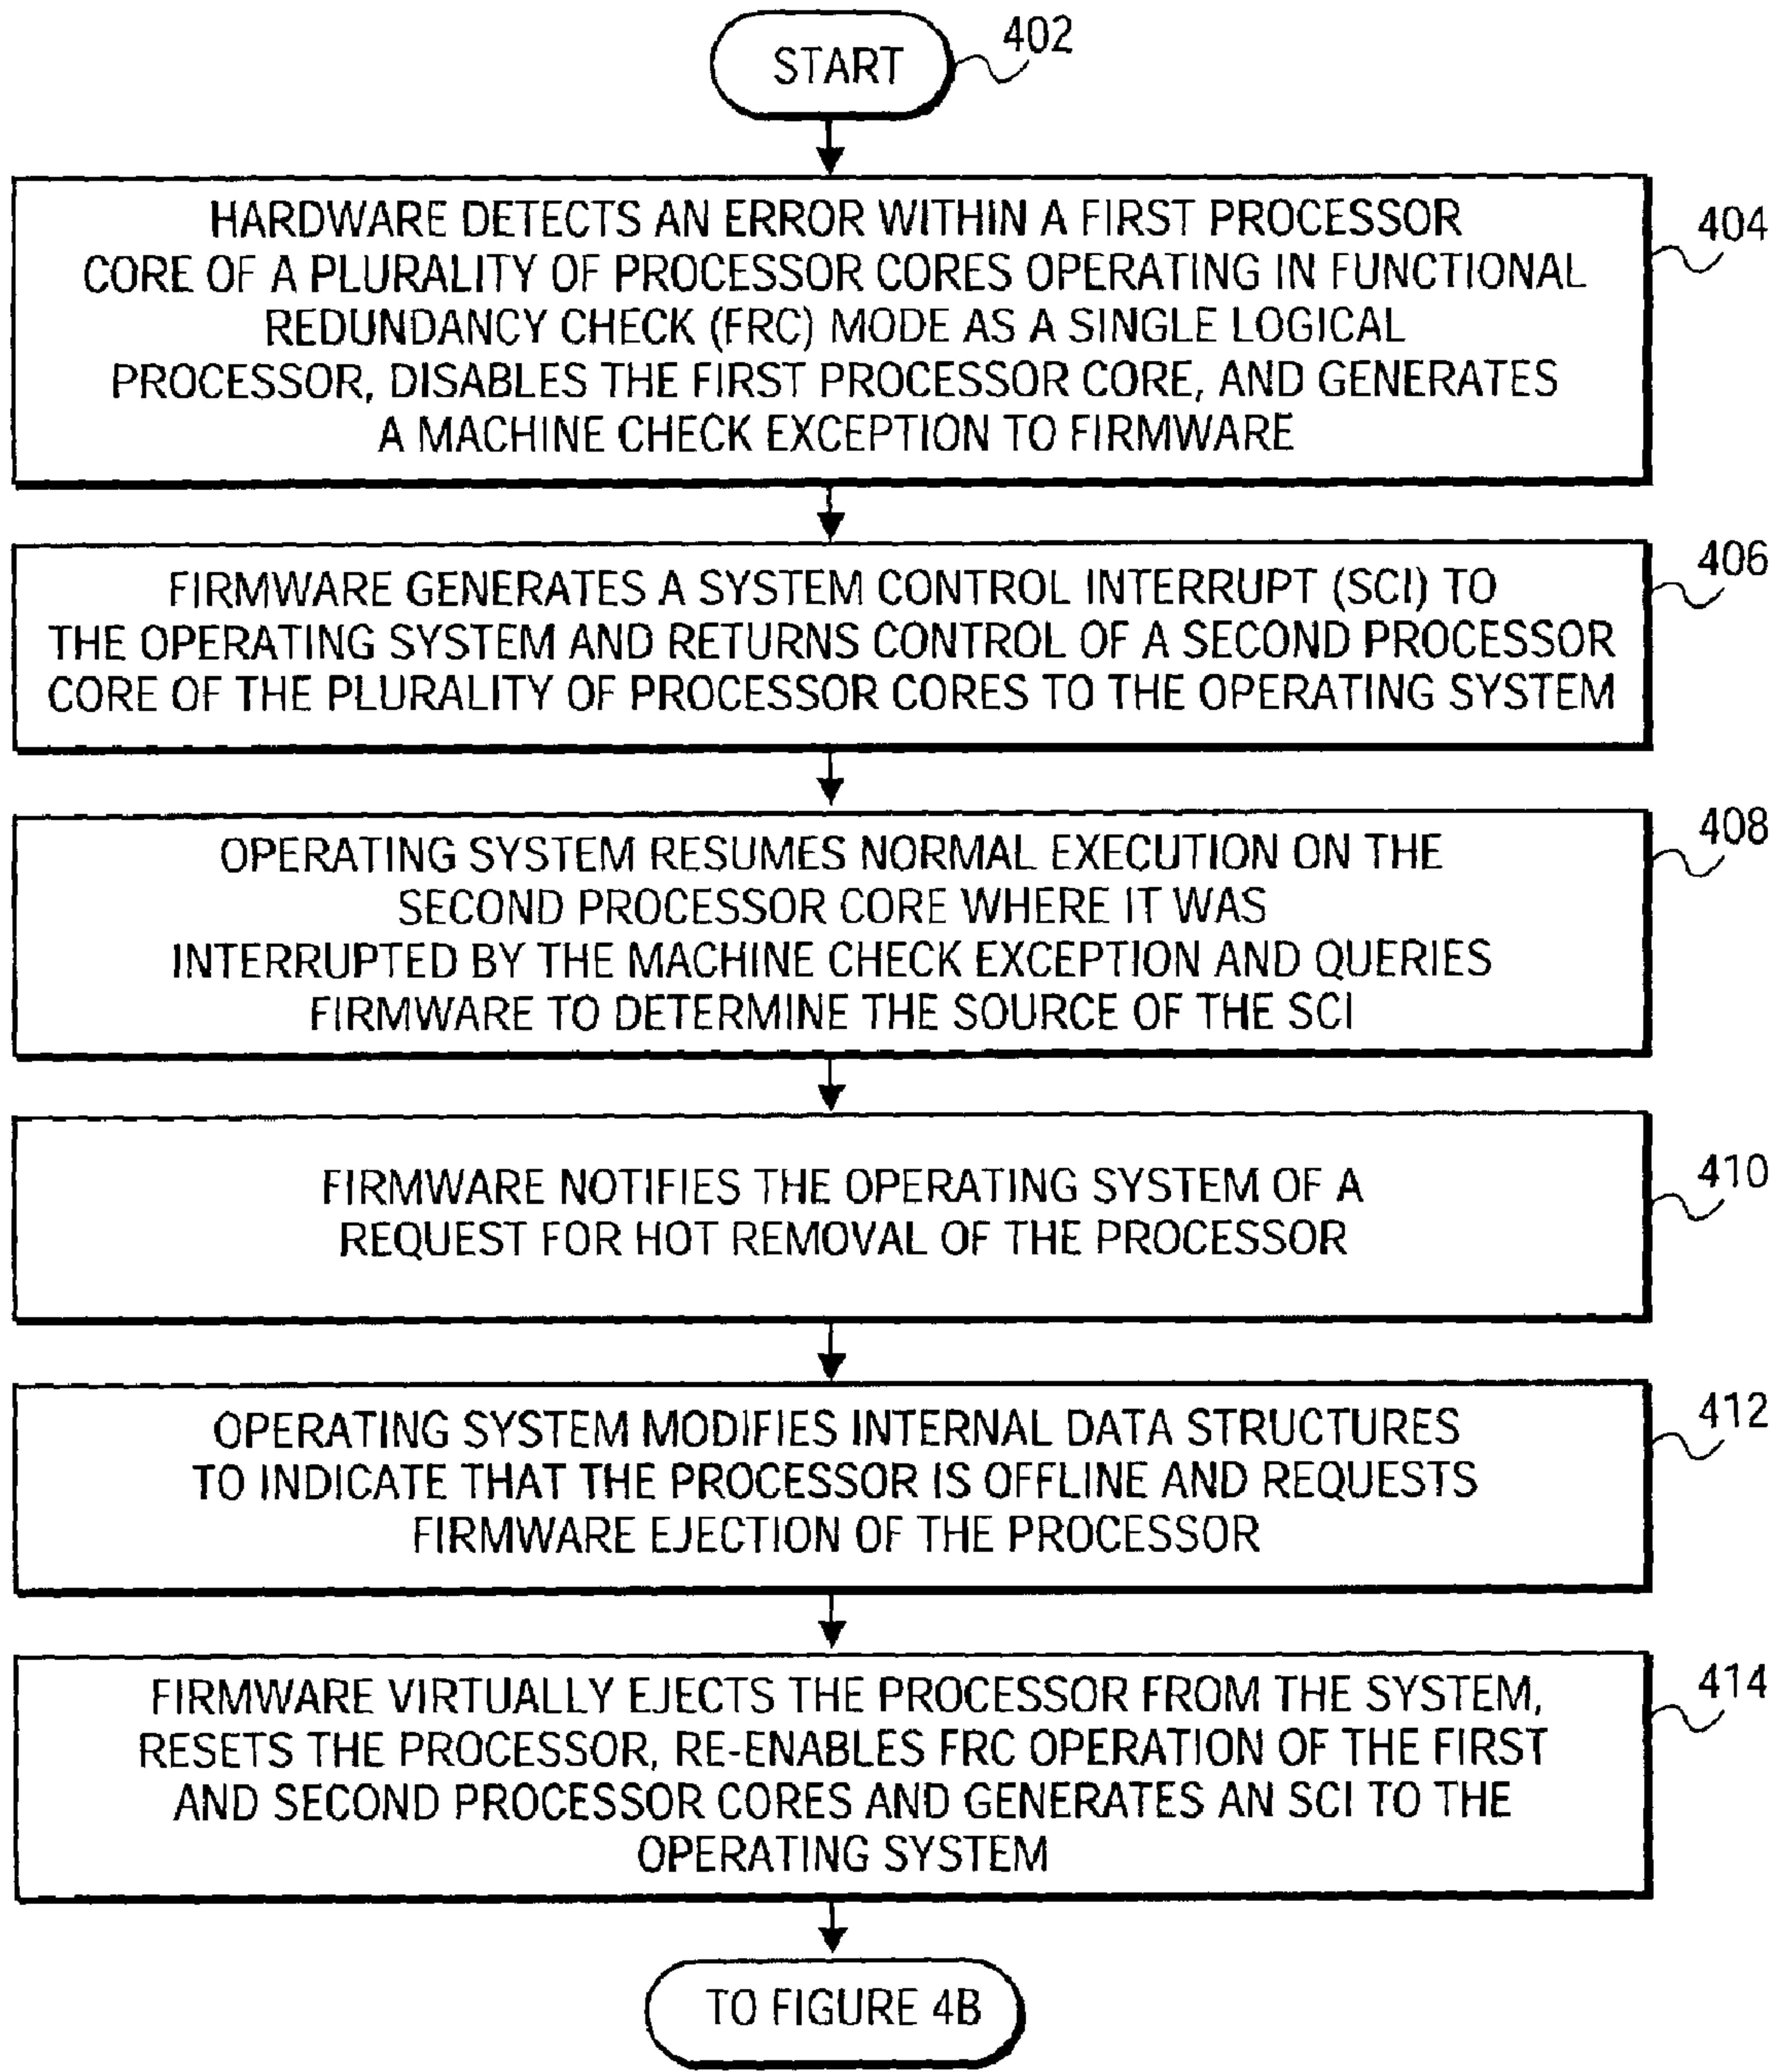 START
402
HARDWARE DETECTS AN ERROR WITHIN A FIRST PROCESSOR
CORE OF A PLURALITY OF PROCESSOR CORES OPERATING IN FUNCTIONAL
REDUNDANCY CHECK (FRC) MODE AS A SINGLE LOGICAL
PROCESSOR, DISABLES THE FIRST PROCESSOR CORE, AND GENERATES
A MACHINE CHECK EXCEPTION TO FIRMWARE
404
FIRMWARE GENERATES A SYSTEM CONTROL INTERRUPT (SCI) TO
THE OPERATING SYSTEM AND RETURNS CONTROL OF A SECOND PROCESSOR
CORE OF THE PLURALITY OF PROCESSOR CORES TO THE OPERATING SYSTEM
406
OPERATING SYSTEM RESUMES NORMAL EXECUTION ON THE
SECOND PROCESSOR CORE WHERE IT WAS
INTERRUPTED BY THE MACHINE CHECK EXCEPTION AND QUERIES
FIRMWARE TO DETERMINE THE SOURCE OF THE SCI
408
FIRMWARE NOTIFIES THE OPERATING SYSTEM OF A
REQUEST FOR HOT REMOVAL OF THE PROCESSOR
410
OPERATING SYSTEM MODIFIES INTERNAL DATA STRUCTURES
TO INDICATE THAT THE PROCESSOR IS OFFLINE AND REQUESTS
FIRMWARE EJECTION OF THE PROCESSOR
412
FIRMWARE VIRTUALLY EJECTS THE PROCESSOR FROM THE SYSTEM,
RESETS THE PROCESSOR, RE-ENABLES FRC OPERATION OF THE FIRST
AND SECOND PROCESSOR CORES AND GENERATES AN SCI TO THE
OPERATING SYSTEM
414
TO FIGURE 4B